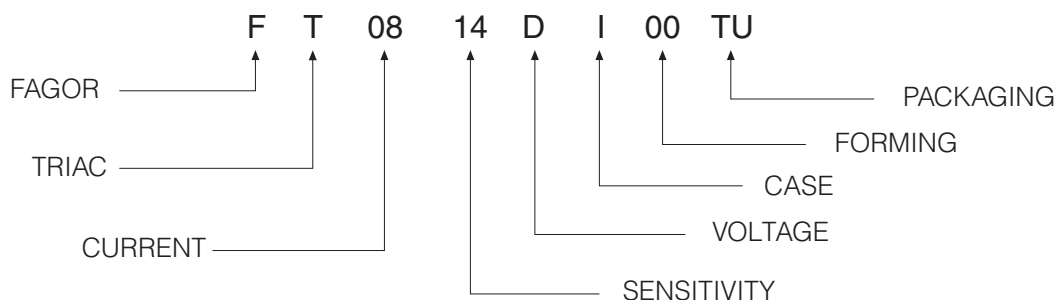 F T 08 14 D I 00 TU
FAGOR
PACKAGING
FORMING
TRIAC
CASE
VOLTAGE
CURRENT
SENSITIVITY